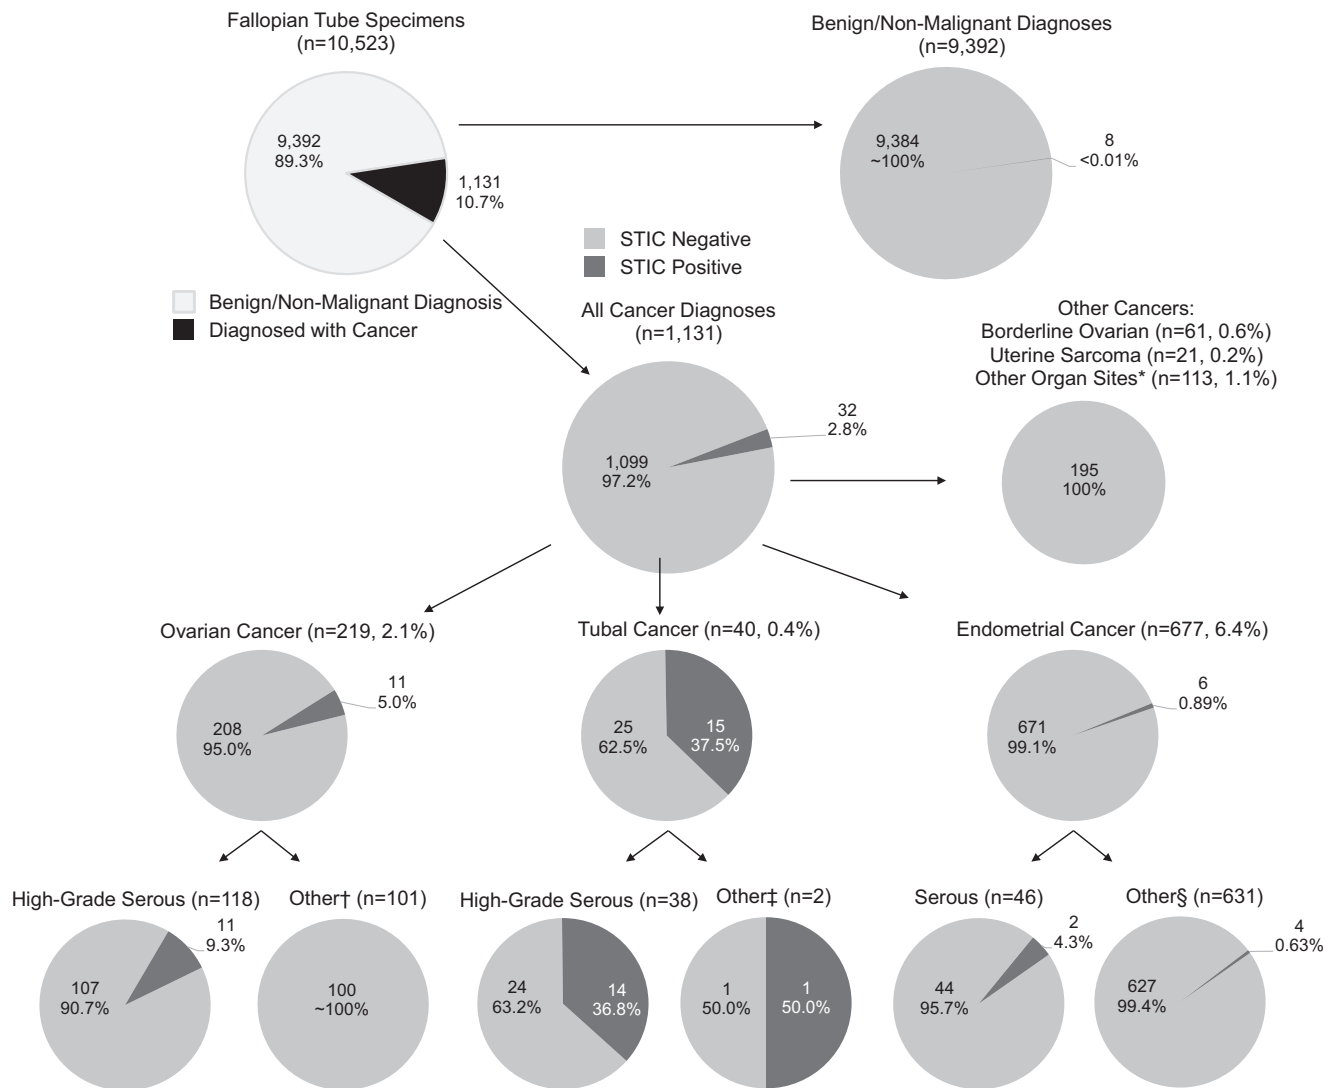 Fallopian Tube Specimens
(n=10,523)
9,392
89.3%
1,131
10.7%
Benign/Non-Malignant Diagnosis
Diagnosed with Cancer
Benign/Non-Malignant Diagnoses
(n=9,392)
9,384
~100%
8
<0.01%
STIC Negative
STIC Positive
All Cancer Diagnoses
(n=1,131)
1,099
97.2%
32
2.8%
Other Cancers:
Borderline Ovarian (n=61, 0.6%)
Uterine Sarcoma (n=21, 0.2%)
Other Organ Sites* (n=113, 1.1%)
195
100%
Ovarian Cancer (n=219, 2.1%)
208
95.0%
11
5.0%
Tubal Cancer (n=40, 0.4%)
25
62.5%
15
37.5%
Endometrial Cancer (n=677, 6.4%)
671
99.1%
6
0.89%
High-Grade Serous (n=118)
107
90.7%
11
9.3%
Other† (n=101)
100
~100%
High-Grade Serous (n=38)
24
63.2%
14
36.8%
Other‡ (n=2)
1
50.0%
1
50.0%
Serous (n=46)
44
95.7%
2
4.3%
Other§ (n=631)
627
99.4%
4
0.63%